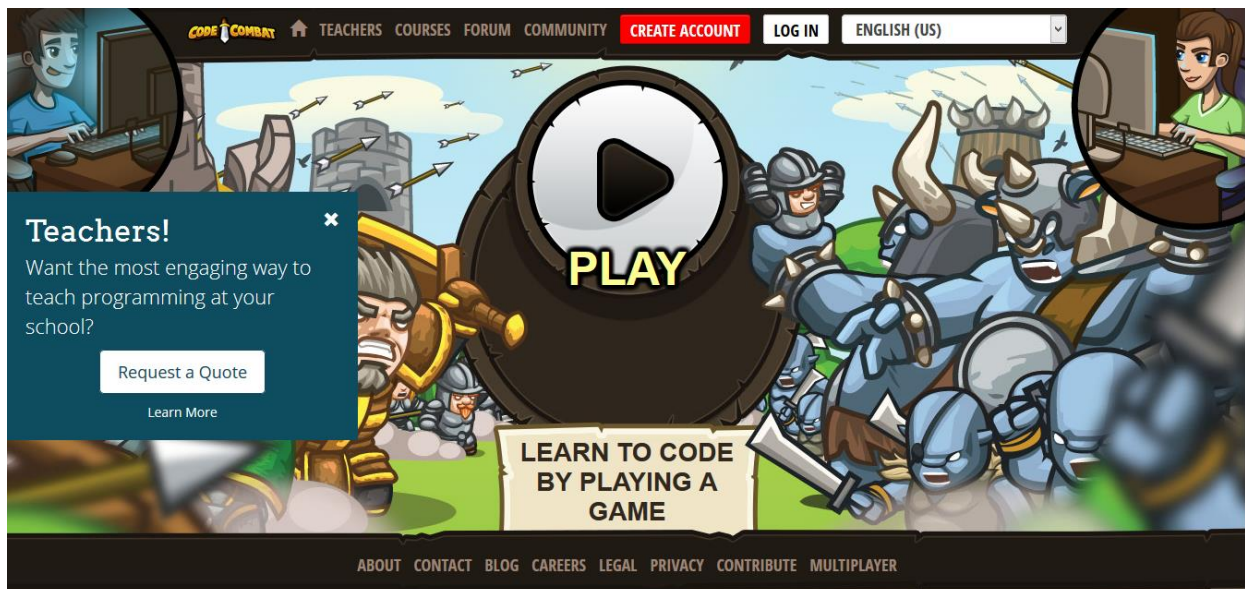 CODE COMBAT TEACHERS COURSES FORUM COMMUNITY CREATE ACCOUNT LOG IN ENGLISH (US)
Teachers!
Want the most engaging way to
teach programming at your
school?
Request a Quote
Learn More
PLAY
LEARN TO CODE
BY PLAYING A
GAME
ABOUT CONTACT BLOG CAREERS LEGAL PRIVACY CONTRIBUTE MULTIPLAYER